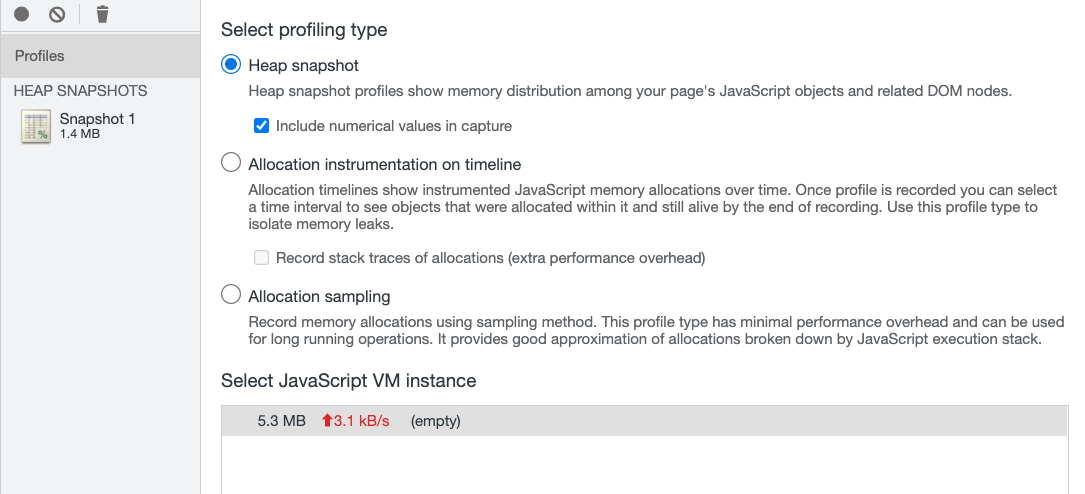 Profiles
HEAP SNAPSHOTS
Snapshot 1
1.4 MB
Select profiling type
Heap snapshot
Heap snapshot profiles show memory distribution among your page's JavaScript objects and related DOM nodes.
Include numerical values in capture
Allocation instrumentation on timeline
Allocation timelines show instrumented JavaScript memory allocations over time. Once profile is recorded you can select
a time interval to see objects that were allocated within it and still alive by the end of recording. Use this profile type to
isolate memory leaks.
Record stack traces of allocations (extra performance overhead)
Allocation sampling
Record memory allocations using sampling method. This profile type has minimal performance overhead and can be used
for long running operations. It provides good approximation of allocations broken down by JavaScript execution stack.
Select JavaScript VM instance
5.3 MB 3.1 kB/s (empty)